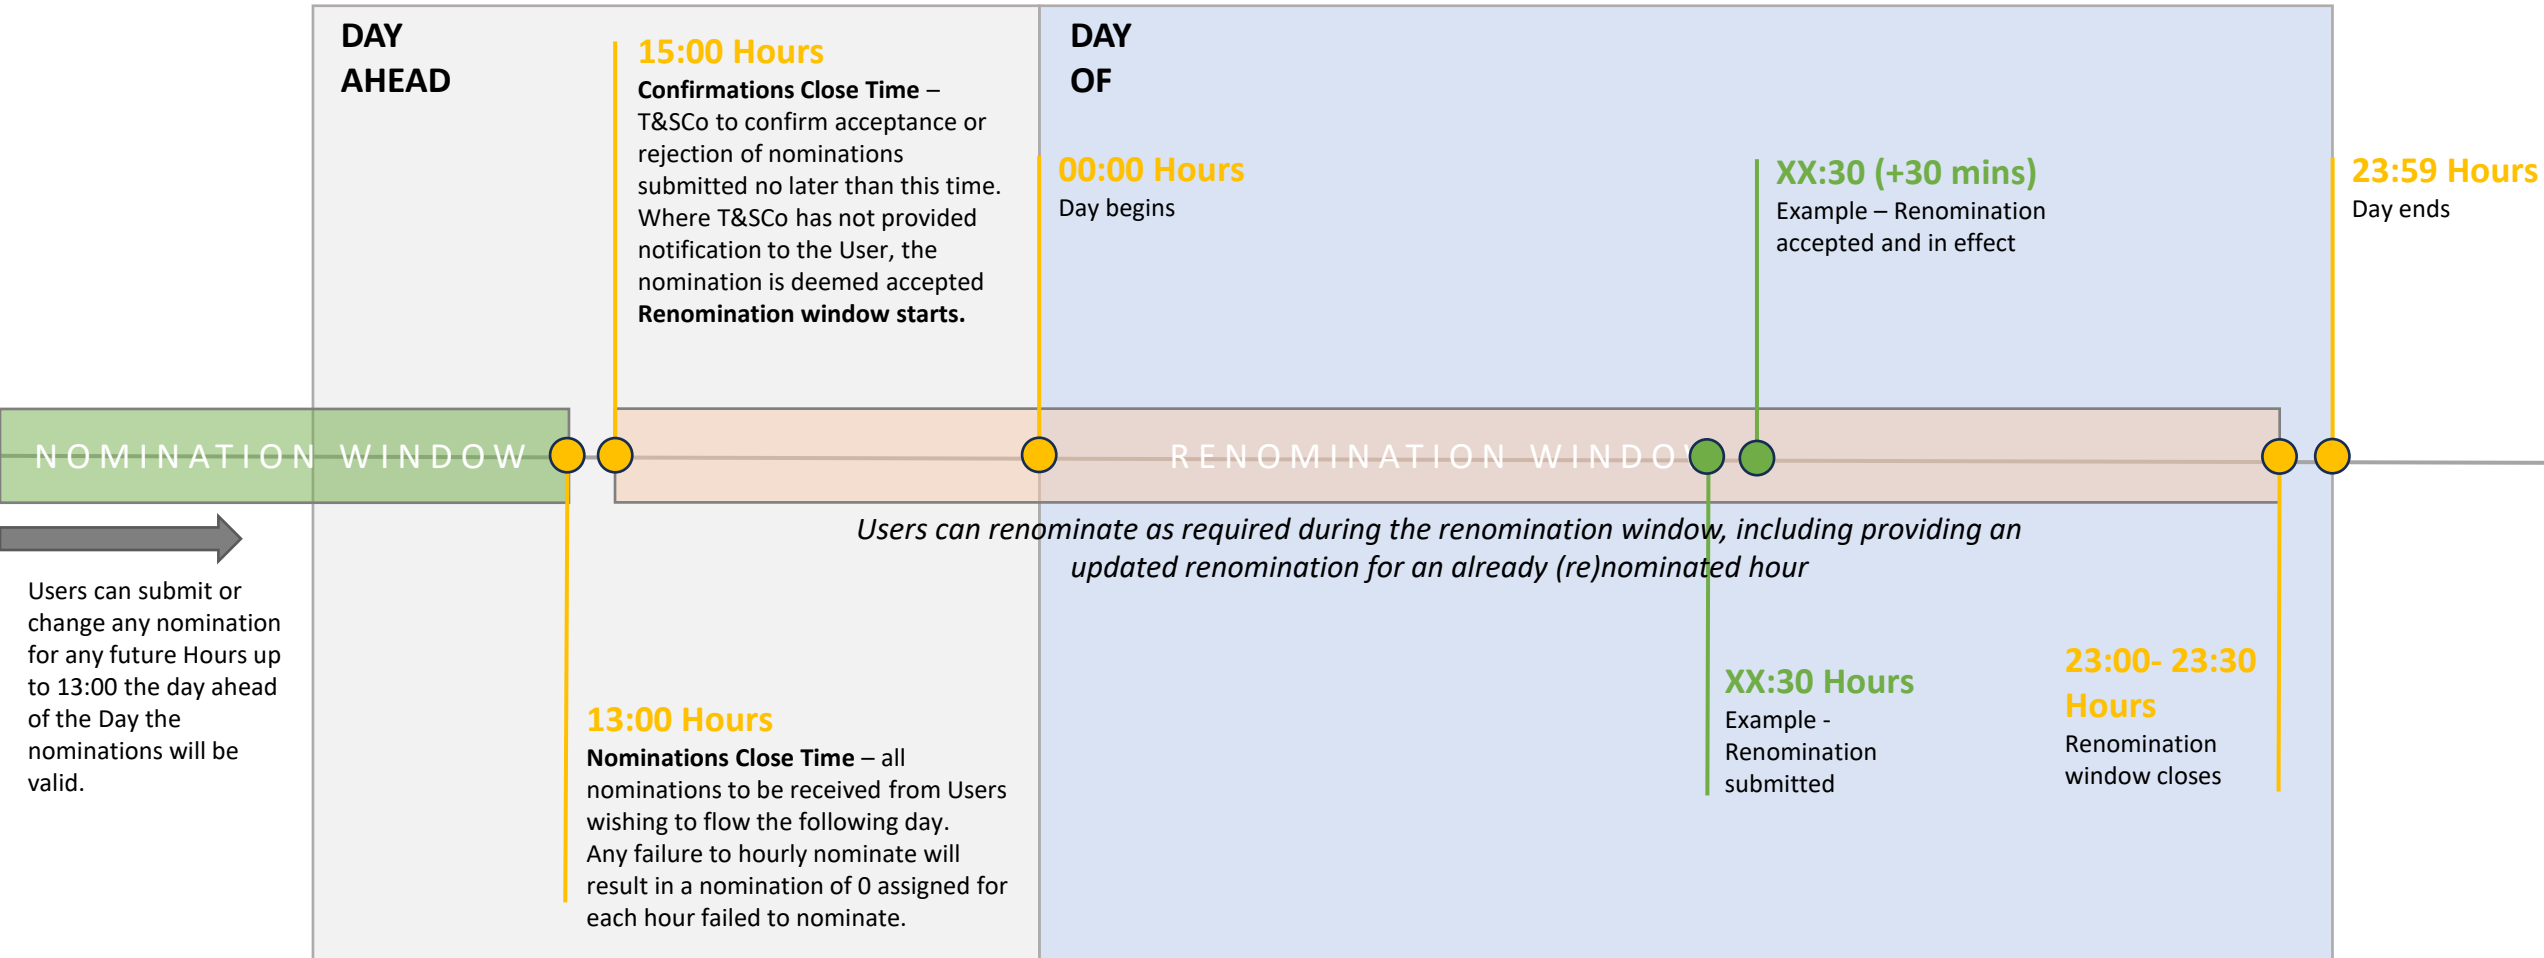 DAY
AHEAD
15:00 Hours
Confirmations Close Time –
T&SCo to confirm acceptance or
rejection of nominations
submitted no later than this time.
Where T&SCo has not provided
notification to the User, the
nomination is deemed accepted
Renomination window starts.
DAY
OF
00:00 Hours
Day begins
XX:30 (+30 mins)
Example – Renomination
accepted and in effect
23:59 Hours
Day ends
NOMINATION WINDOW
RENOMINATION WINDOW
Users can renominate as required during the renomination window, including providing an
updated renomination for an already (re)nominated hour
Users can submit or
change any nomination
for any future Hours up
to 13:00 the day ahead
of the Day the
nominations will be
valid.
13:00 Hours
Nominations Close Time – all
nominations to be received from Users
wishing to flow the following day.
Any failure to hourly nominate will
result in a nomination of 0 assigned for
each hour failed to nominate.
XX:30 Hours
Example -
Renomination
submitted
23:00- 23:30
Hours
Renomination
window closes